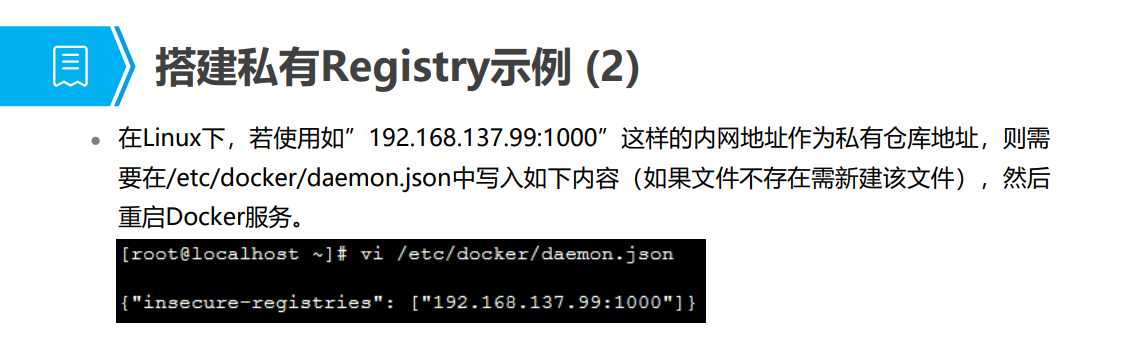 搭建私有Registry示例 (2)
在Linux下，若使用如”192.168.137.99:1000”这样的内网地址作为私有仓库地址，则需
要在/etc/docker/daemon.json中写入如下内容（如果文件不存在需新建该文件），然后
重启Docker服务。
[root@localhost ~]# vi /etc/docker/daemon.json
{"insecure-registries": ["192.168.137.99:1000"]}